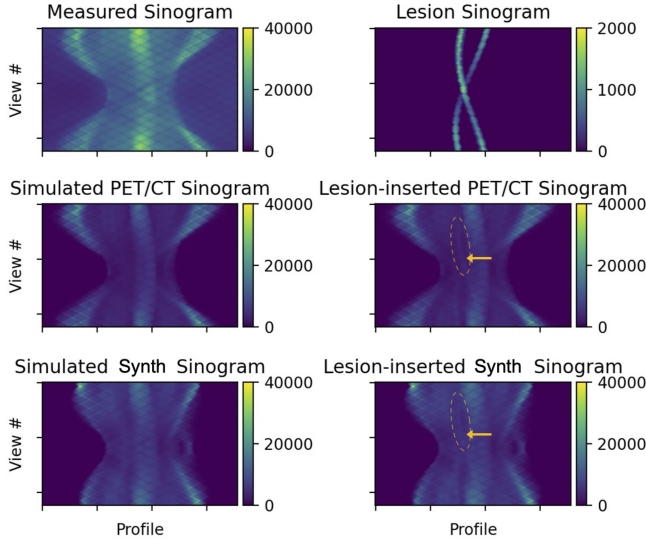 Measured Sinogram
Lesion Sinogram
View #
40000
20000
0
2000
1000
0
Simulated PET/CT Sinogram
Lesion-inserted PET/CT Sinogram
View #
40000
20000
0
40000
20000
0
Simulated Synth Sinogram
Lesion-inserted Synth Sinogram
View #
40000
20000
0
40000
20000
0
Profile
Profile